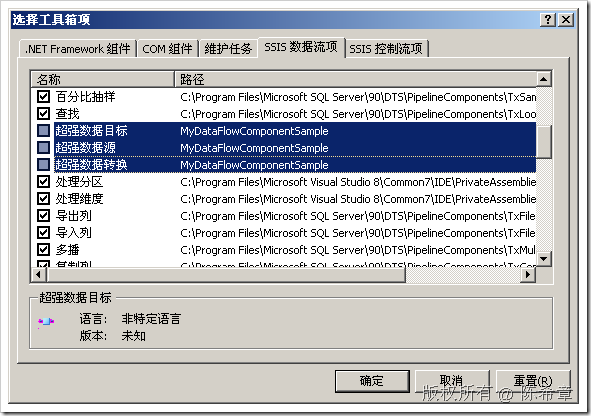 选择工具箱项
.NET Framework 组件 COM 组件 维护任务 SSIS 数据流项 SSIS 控制流项
名称 路径
百分比抽样 C:\Program Files\Microsoft SQL Server\90\DTS\PipelineComponents\TxSam
查找 C:\Program Files\Microsoft SQL Server\90\DTS\PipelineComponents\TxLoo
超强数据目标 MyDataFlowComponentSample
超强数据源 MyDataFlowComponentSample
超强数据转换 MyDataFlowComponentSample
处理分区 C:\Program Files\Microsoft Visual Studio 8\Common7\IDE\PrivateAssemblie
处理维度 C:\Program Files\Microsoft Visual Studio 8\Common7\IDE\PrivateAssemblie
导出列 C:\Program Files\Microsoft SQL Server\90\DTS\PipelineComponents\TxFile
导入列 C:\Program Files\Microsoft SQL Server\90\DTS\PipelineComponents\TxFile
多播 C:\Program Files\Microsoft SQL Server\90\DTS\PipelineComponents\TxMul
复制列 C:\Program Files\Microsoft SQL Server\90\DTS\PipelineComponents\TxCo
超强数据目标
语言: 非特定语言
版本: 未知
确定 取消 重置(R)
版权所有 @ 陈希章